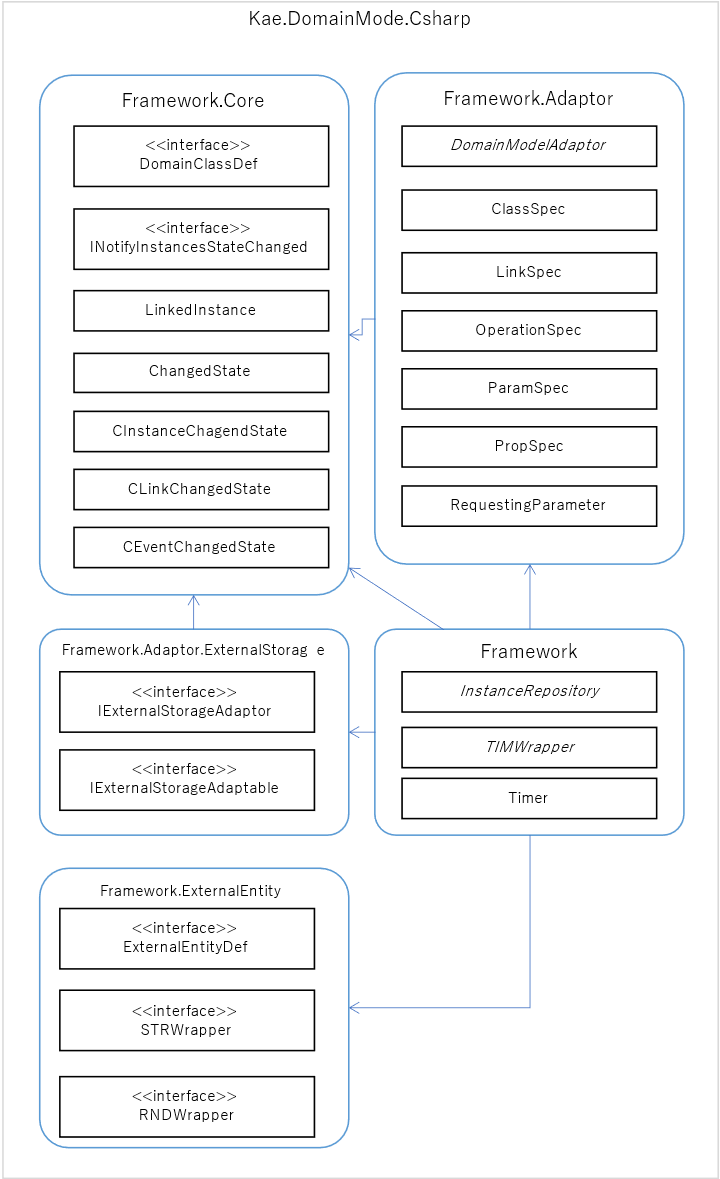 Kae.DomainMode.Csharp
Framework.Core
<<interface>>
DomainClassDef
<<interface>>
INotifyInstancesStateChanged
LinkedInstance
ChangedState
CInstanceChagendState
CLinkChangedState
CEventChangedState
Framework.Adaptor
DomainModelAdaptor
ClassSpec
LinkSpec
OperationSpec
ParamSpec
PropSpec
RequestingParameter
Framework.Adaptor.ExternalStorag e
<<interface>>
IExternalStorageAdaptor
<<interface>>
IExternalStorageAdaptable
Framework
InstanceRepository
TIMWrapper
Timer
Framework.ExternalEntity
<<interface>>
ExternalEntityDef
<<interface>>
STRWrapper
<<interface>>
RNDWrapper